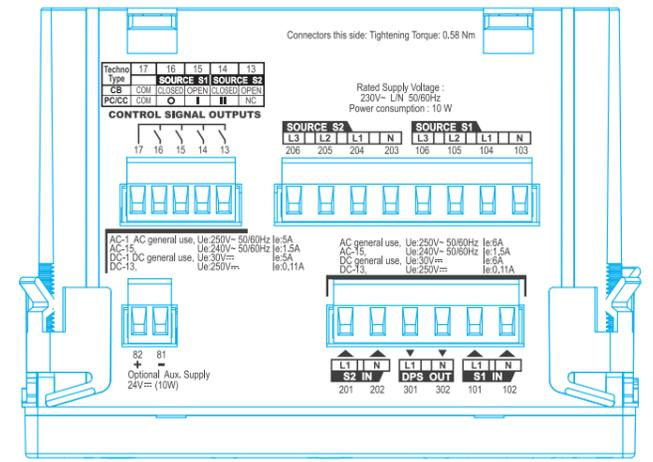 Connectors this side: Tightening Torque: 0.58 Nm
Techno Type 17 16 15 14 13
SOURCE S1 SOURCE S2
CB COM CLOSED OPEN CLOSED OPEN
PC/CC COM O I II NC
CONTROL SIGNAL OUTPUTS
17 16 15 14 13
Rated Supply Voltage :
230V~ L/N 50/60Hz
Power consumption : 10 W
SOURCE S2 SOURCE S1
L3 L2 L1 N L3 L2 L1 N
206 205 204 203 106 105 104 103
AC-1 AC general use, Ue:250V~ 50/60Hz Ie:5A
AC-15, Ue:240V~ 50/60Hz Ie:1.5A
DC-1 DC general use, Ue:30V⎓ Ie:5A
DC-13, Ue:250V⎓ Ie:0,11A
AC general use, Ue:250V~ 50/60Hz Ie:6A
AC-15, Ue:240V~ 50/60Hz Ie:1,5A
DC general use, Ue:30V⎓ Ie:6A
DC-13, Ue:250V⎓ Ie:0,11A
82 81
+ −
Optional Aux. Supply
24V⎓ (10W)
L1 N L1 N L1 N
S2 IN DPS OUT S1 IN
201 202 301 302 101 102